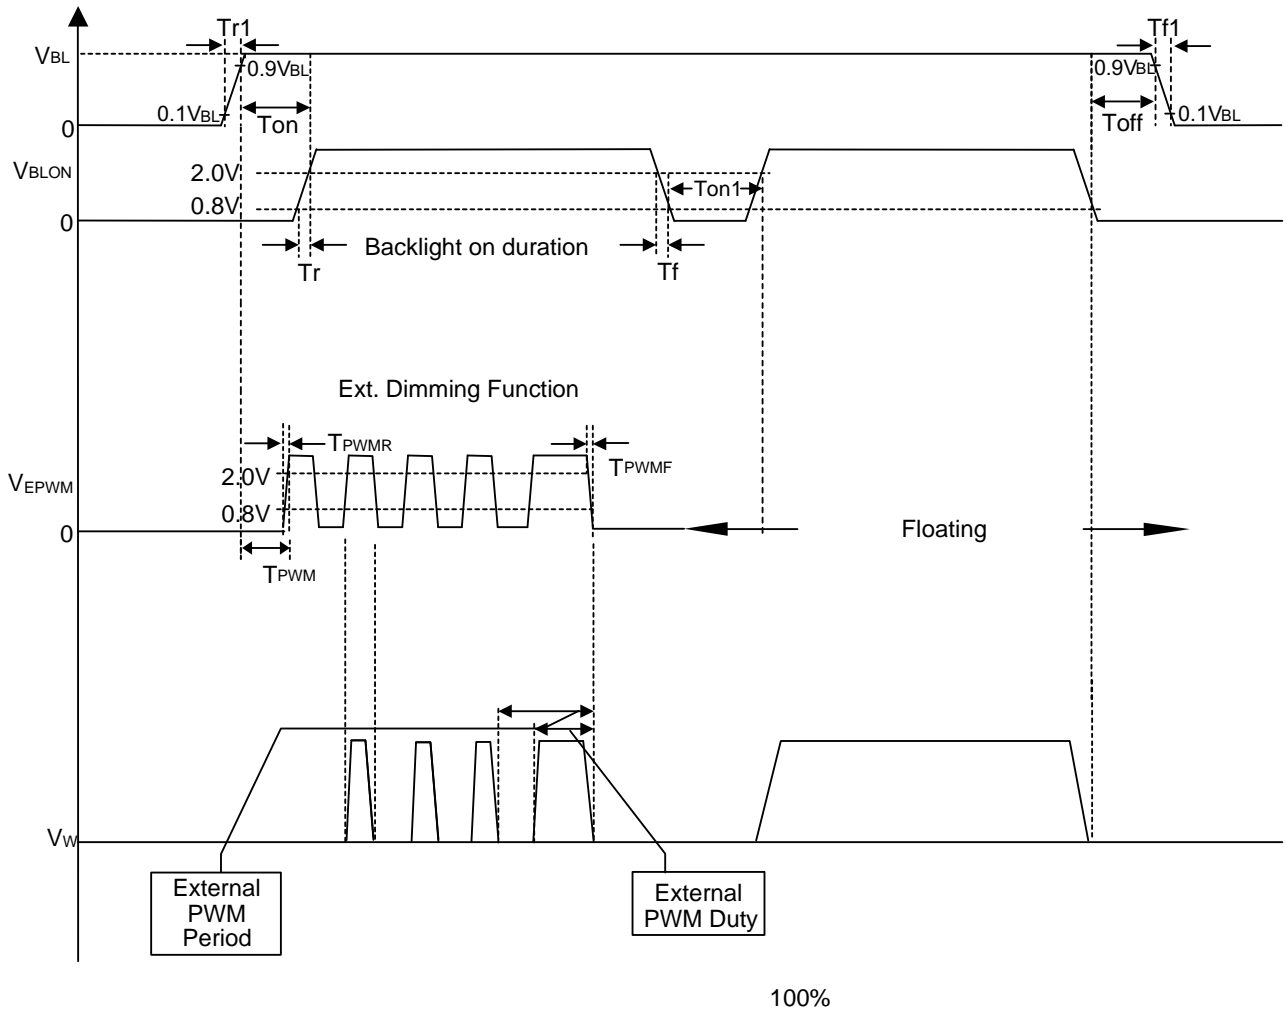 Tr1
Tf1
VBL
0.9VBL
0.9VBL
0.1VBL
0.1VBL
Ton
Toff
0
VBLON
2.0V
Ton1
0.8V
0
Backlight on duration
Tr
Tf
Ext. Dimming Function
TPWMR
TPWMF
2.0V
VEPWM
0.8V
0
Floating
TPWM
VW
External
PWM
Period
External
PWM Duty
100%